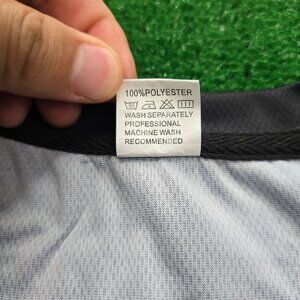 100%POLYESTER
WASH SEPARATELY
PROFESSIONAL
MACHINE WASH
RECOMMENDED